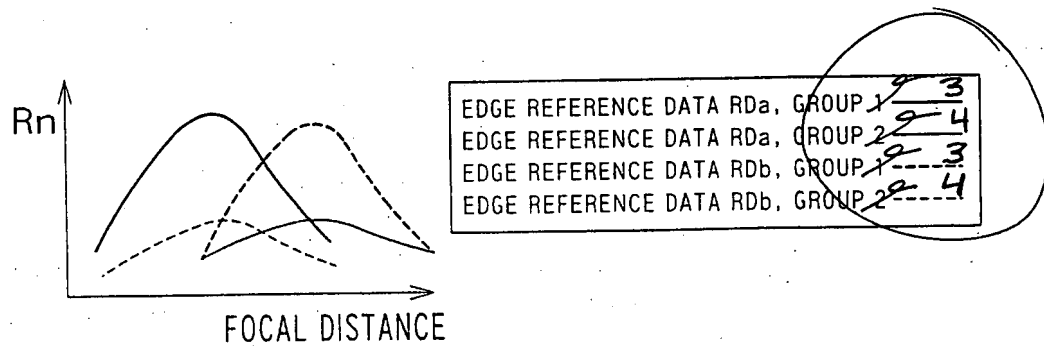 Rn
EDGE REFERENCE DATA RDa, GROUP 1 3
EDGE REFERENCE DATA RDa, GROUP 2 4
EDGE REFERENCE DATA RDb, GROUP 1 3
EDGE REFERENCE DATA RDb, GROUP 2 4
FOCAL DISTANCE